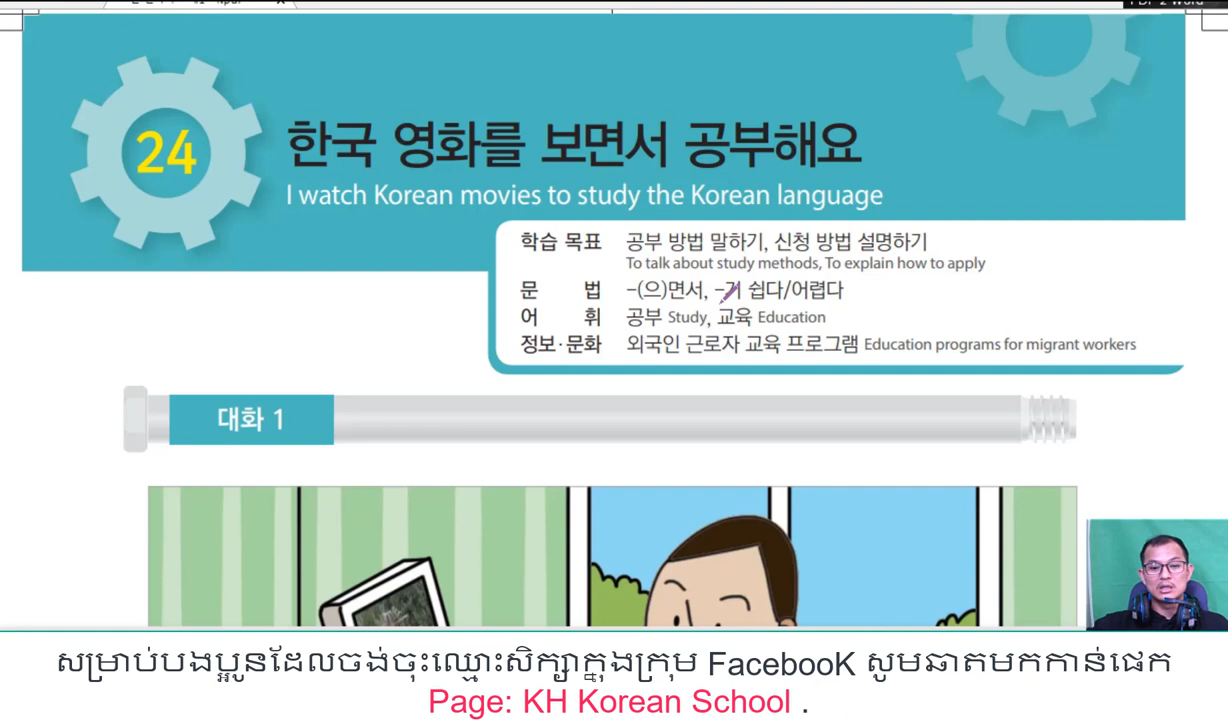 24
한국 영화를 보면서 공부해요
I watch Korean movies to study the Korean language
학습 목표 공부 방법 말하기, 신청 방법 설명하기
To talk about study methods, To explain how to apply
문 법 -(으)면서, -기 쉽다/어렵다
어 휘 공부 Study, 교육 Education
정보·문화 외국인 근로자 교육 프로그램 Education programs for migrant workers
대화 1
សម្រាប់បងប្អូនដែលចង់ចុះឈ្មោះសិក្សាក្នុងក្រុម FacebooK សូមឆាតមកកាន់ផេក
Page: KH Korean School .